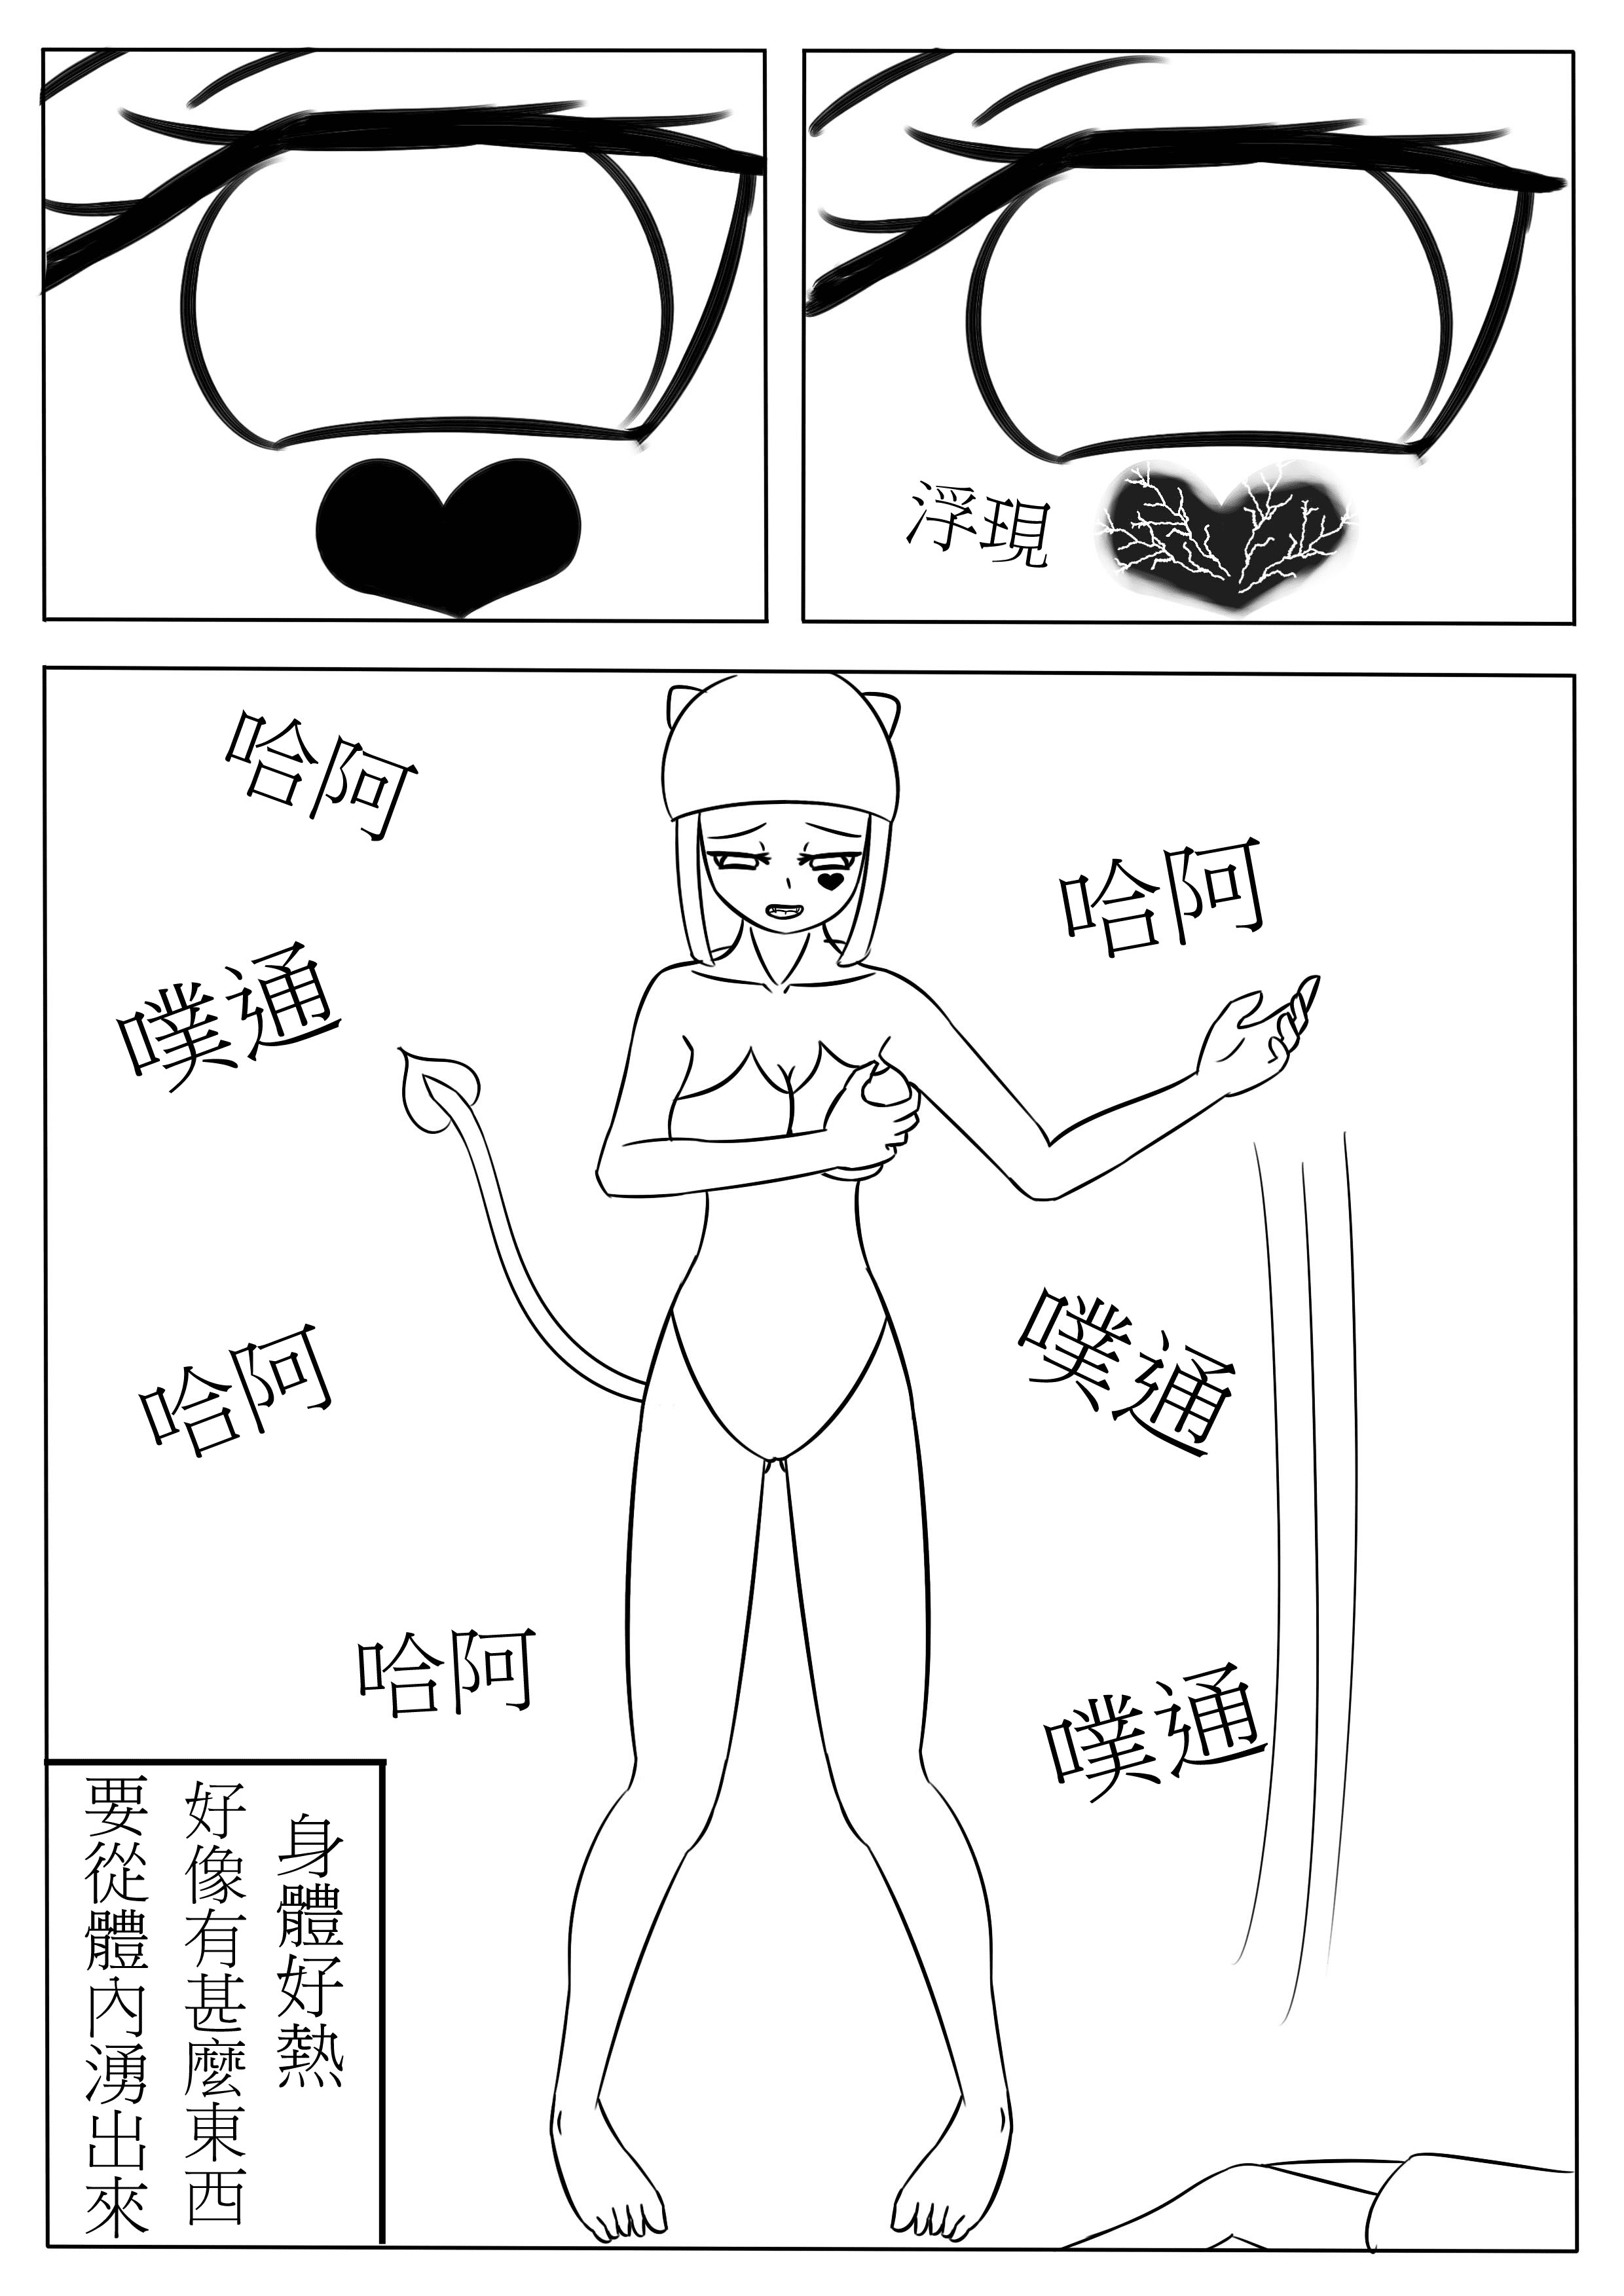 浮現
哈阿
哈阿
噗通
哈阿
噗通
哈阿
噗通
身體好熱
好像有甚麼東西
要從體內湧出來